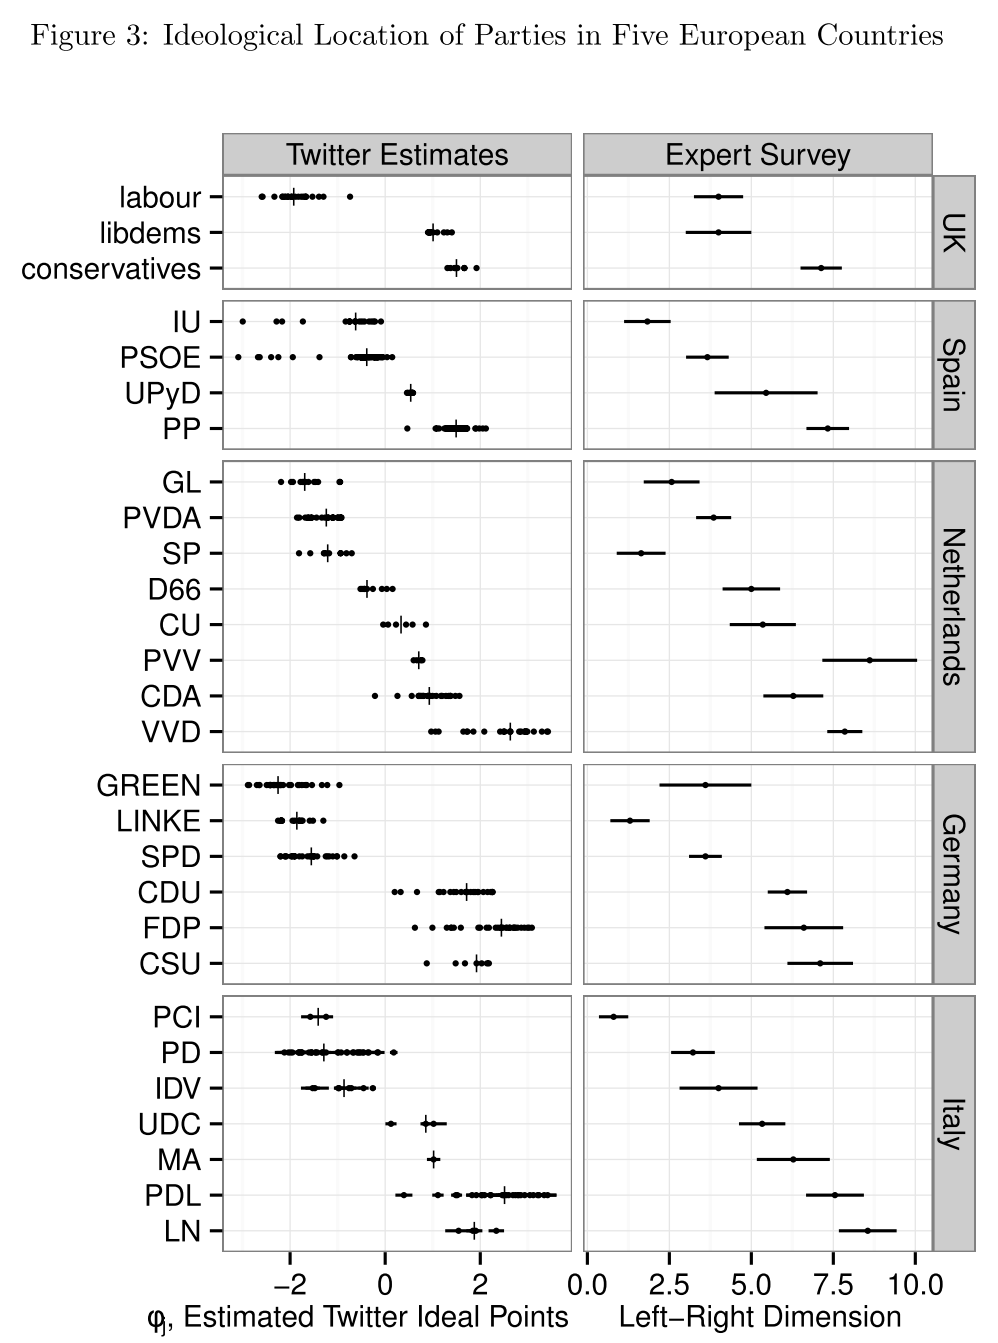 Figure 3: Ideological Location of Parties in Five European Countries
Twitter Estimates
Expert Survey
labour
libdems
conservatives
UK
IU
PSOE
UPyD
PP
Spain
GL
PVDA
SP
D66
CU
PVV
CDA
VVD
Netherlands
GREEN
LINKE
SPD
CDU
FDP
CSU
Germany
PCI
PD
IDV
UDC
MA
PDL
LN
Italy
−2 0 2
0.0 2.5 5.0 7.5 10.0
φj, Estimated Twitter Ideal Points
Left−Right Dimension